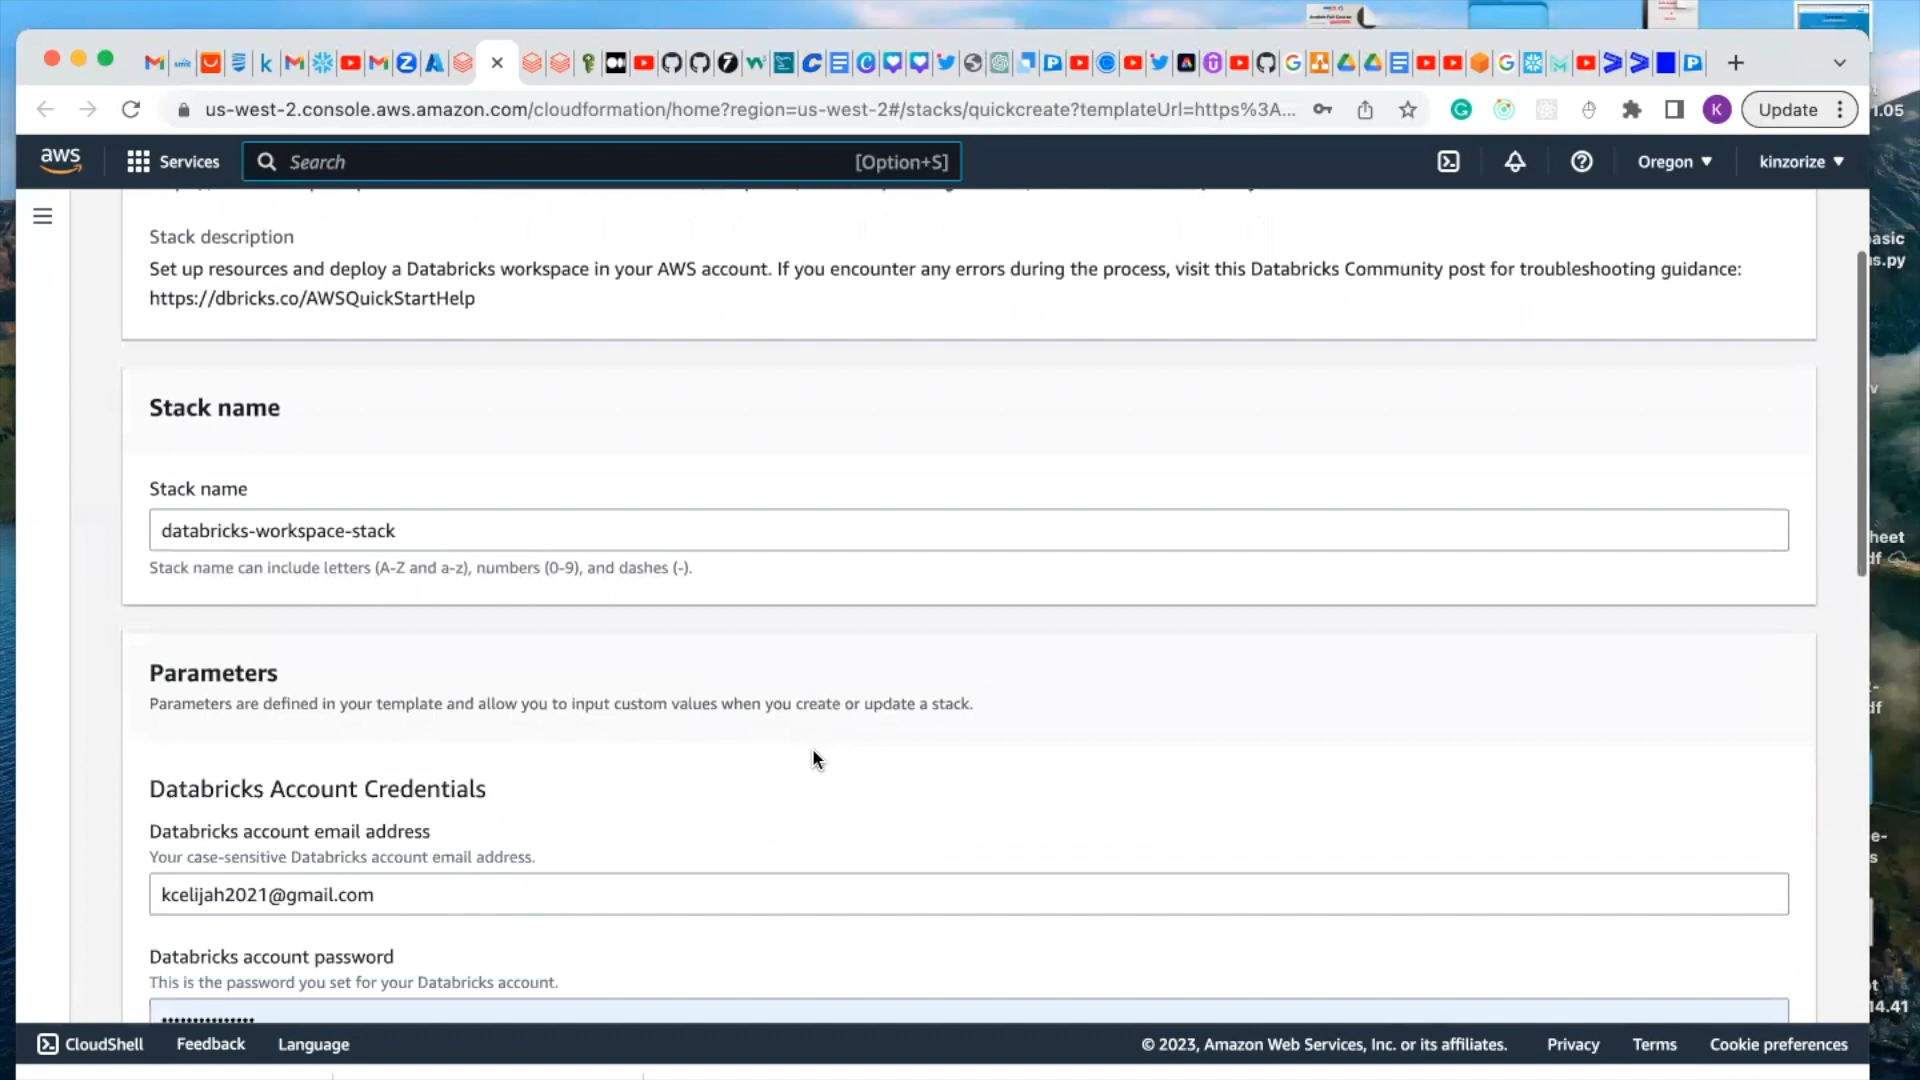 Update
1.05
us-west-2.console.aws.amazon.com/cloudformation/home?region=us-west-2#/stacks/quickcreate?templateUrl=https%3A...
K
aws
Services
Search
[Option+S]
Oregon
kinzorize
Stack description
Set up resources and deploy a Databricks workspace in your AWS account. If you encounter any errors during the process, visit this Databricks Community post for troubleshooting guidance:
https://dbricks.co/AWSQuickStartHelp
Stack name
Stack name
databricks-workspace-stack
Stack name can include letters (A-Z and a-z), numbers (0-9), and dashes (-).
Parameters
Parameters are defined in your template and allow you to input custom values when you create or update a stack.
Databricks Account Credentials
Databricks account email address
Your case-sensitive Databricks account email address.
kcelijah2021@gmail.com
Databricks account password
This is the password you set for your Databricks account.
•••••••••••••••
14.41
CloudShell
Feedback
Language
© 2023, Amazon Web Services, Inc. or its affiliates.
Privacy
Terms
Cookie preferences